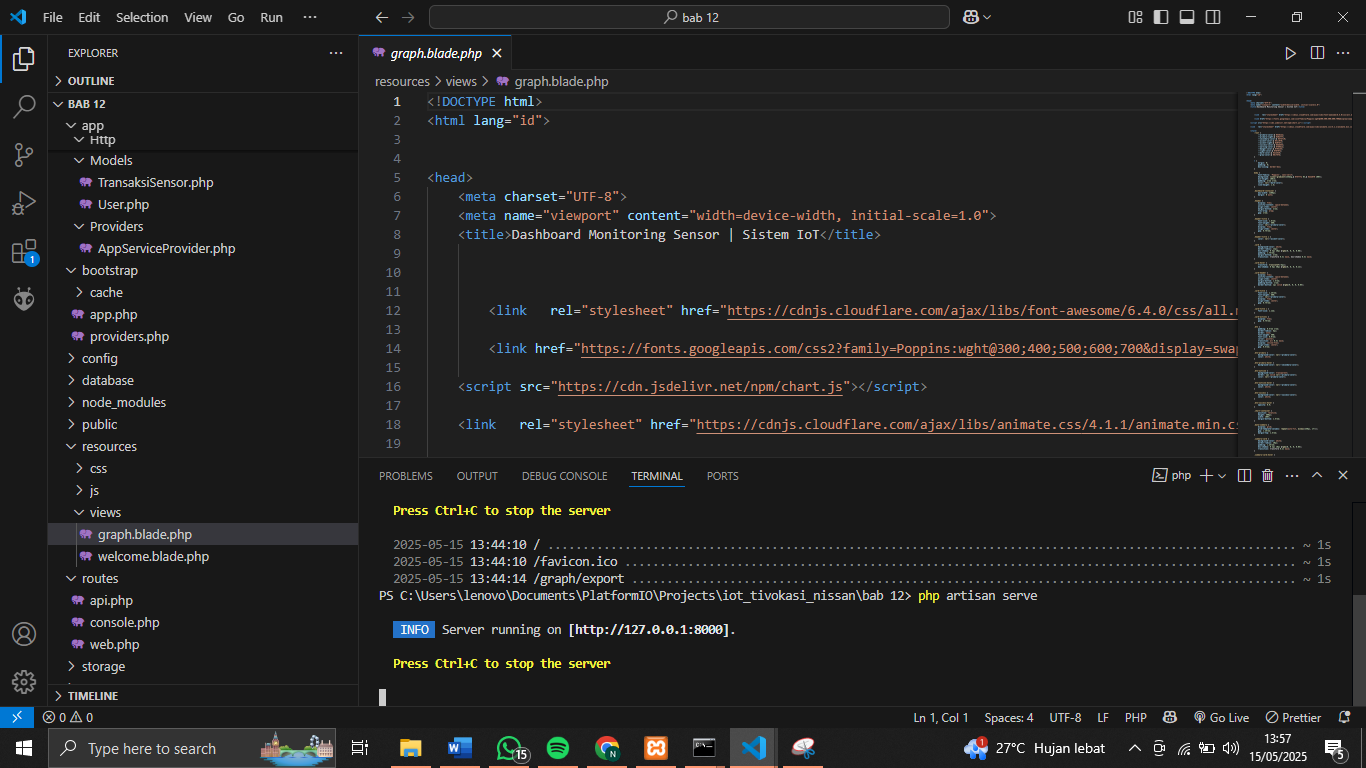 File Edit Selection View Go Run ···
bab 12
EXPLORER ···
OUTLINE
BAB 12
app
Http
Models
TransaksiSensor.php
User.php
Providers
AppServiceProvider.php
bootstrap
cache
app.php
providers.php
config
database
node_modules
public
resources
css
js
views
graph.blade.php
welcome.blade.php
routes
api.php
console.php
web.php
storage
TIMELINE
1
graph.blade.php
resources > views > graph.blade.php
1 <!DOCTYPE html>
2 <html lang="id">
3
4
5 <head>
6 <meta charset="UTF-8">
7 <meta name="viewport" content="width=device-width, initial-scale=1.0">
8 <title>Dashboard Monitoring Sensor | Sistem IoT</title>
9
10
11
12 <link rel="stylesheet" href="https://cdnjs.cloudflare.com/ajax/libs/font-awesome/6.4.0/css/all.
13
14 <link href="https://fonts.googleapis.com/css2?family=Poppins:wght@300;400;500;600;700&display=swap
15
16 <script src="https://cdn.jsdelivr.net/npm/chart.js"></script>
17
18 <link rel="stylesheet" href="https://cdnjs.cloudflare.com/ajax/libs/animate.css/4.1.1/animate.min.c
19
PROBLEMS OUTPUT DEBUG CONSOLE TERMINAL PORTS php
Press Ctrl+C to stop the server
2025-05-15 13:44:10 / ........ ~ 1s
2025-05-15 13:44:10 /favicon.ico ........ ~ 1s
2025-05-15 13:44:14 /graph/export ........ ~ 1s
PS C:\Users\lenovo\Documents\PlatformIO\Projects\iot_tivokasi_nissan\bab 12> php artisan serve
INFO Server running on [http://127.0.0.1:8000].
Press Ctrl+C to stop the server
0 0 Ln 1, Col 1 Spaces: 4 UTF-8 LF PHP Go Live Prettier
Type here to search
15
1
27°C Hujan lebat
13:57
15/05/2025
5